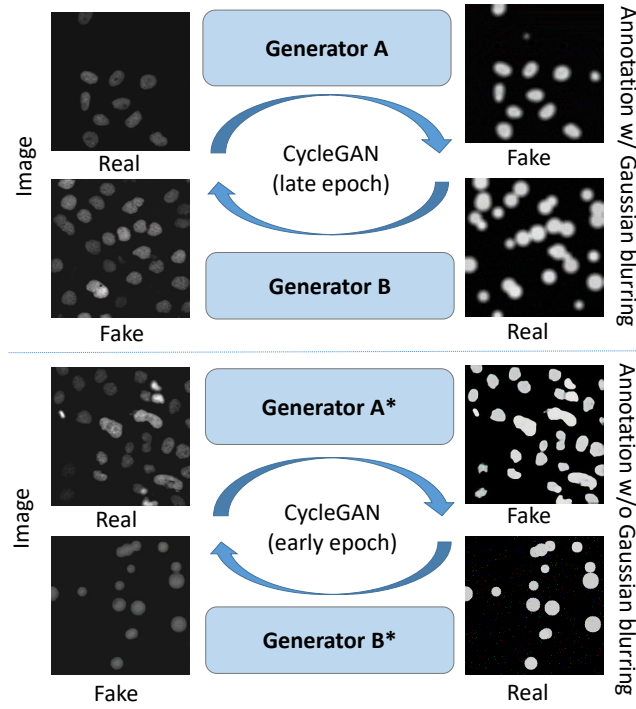 Generator A
Image
Real
CycleGAN
(late epoch)
Fake
Annotation w/ Gaussian blurring
Generator B
Fake
Real
Generator A*
Image
Real
CycleGAN
(early epoch)
Fake
Annotation w/o Gaussian blurring
Generator B*
Fake
Real